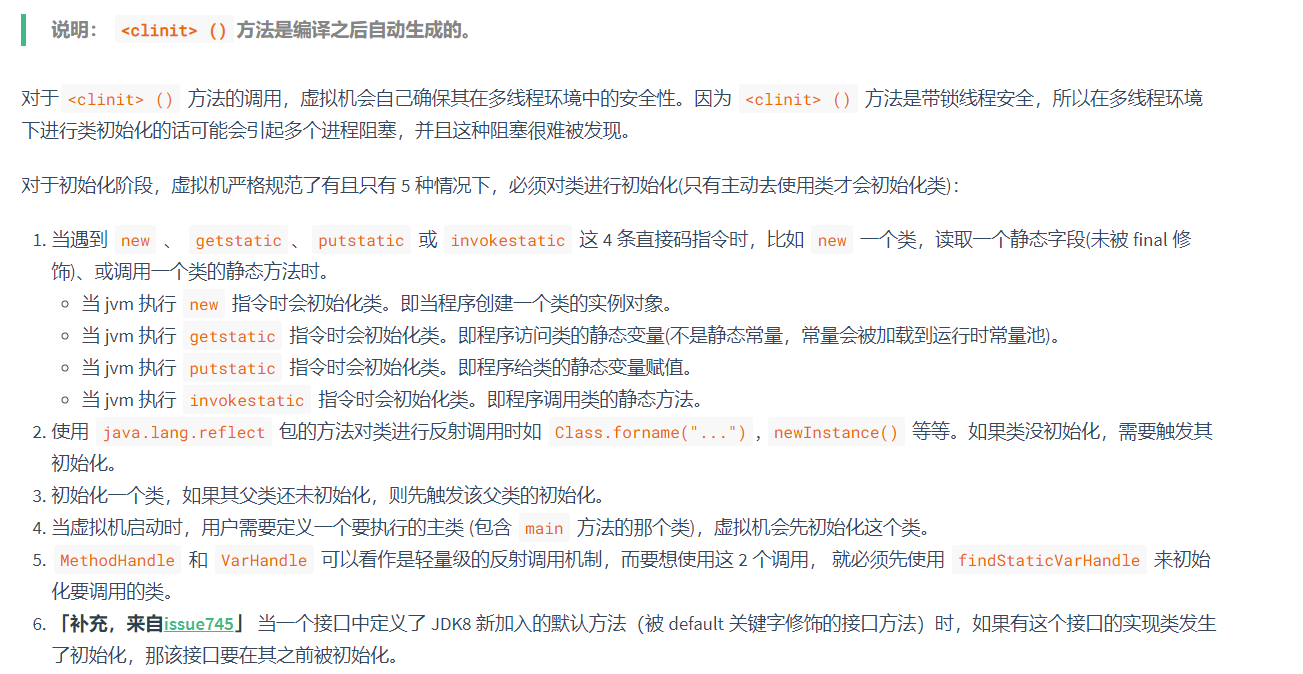 说明： <clinit> ()方法是编译之后自动生成的。
对于<clinit> () 方法的调用，虚拟机会自己确保其在多线程环境中的安全性。因为 <clinit> () 方法是带锁线程安全，所以在多线程环境
下进行类初始化的话可能会引起多个进程阻塞，并且这种阻塞很难被发现。
对于初始化阶段，虚拟机严格规范了有且只有 5 种情况下，必须对类进行初始化(只有主动去使用类才会初始化类)：
1. 当遇到 new 、 getstatic 、 putstatic 或 invokestatic 这 4 条直接码指令时，比如 new 一个类，读取一个静态字段(未被 final 修
饰)、或调用一个类的静态方法时。
◦ 当 jvm 执行 new 指令时会初始化类。即当程序创建一个类的实例对象。
◦ 当 jvm 执行 getstatic 指令时会初始化类。即程序访问类的静态变量(不是静态常量，常量会被加载到运行时常量池)。
◦ 当 jvm 执行 putstatic 指令时会初始化类。即程序给类的静态变量赋值。
◦ 当 jvm 执行 invokestatic 指令时会初始化类。即程序调用类的静态方法。
2. 使用 java.lang.reflect 包的方法对类进行反射调用时如 Class.forname("...") , newInstance() 等等。如果类没初始化，需要触发其
初始化。
3. 初始化一个类，如果其父类还未初始化，则先触发该父类的初始化。
4. 当虚拟机启动时，用户需要定义一个要执行的主类 (包含 main 方法的那个类)，虚拟机会先初始化这个类。
5. MethodHandle 和 VarHandle 可以看作是轻量级的反射调用机制，而要想使用这 2 个调用， 就必须先使用 findStaticVarHandle 来初始
化要调用的类。
6. 「补充，来自issue745」 当一个接口中定义了 JDK8 新加入的默认方法（被 default 关键字修饰的接口方法）时，如果有这个接口的实现类发生
了初始化，那该接口要在其之前被初始化。